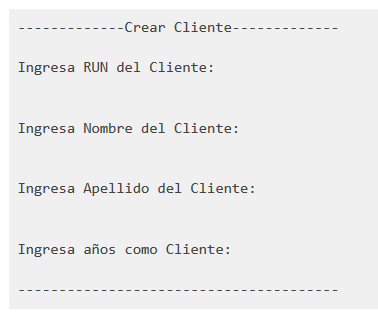 -------------Crear Cliente-------------
Ingresa RUN del Cliente:
Ingresa Nombre del Cliente:
Ingresa Apellido del Cliente:
Ingresa años como Cliente:
---------------------------------------